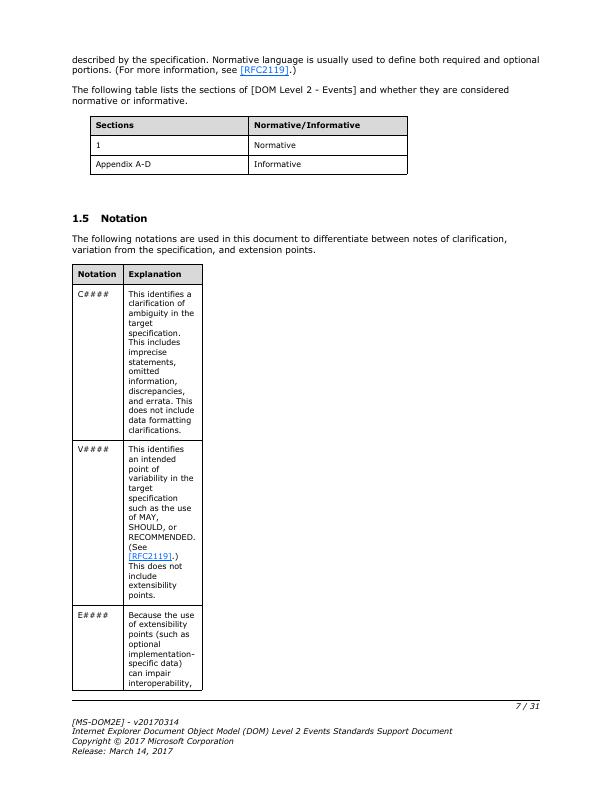 described by the specification. Normative language is usually used to define both required and optional
portions. (For more information, see [RFC2119].)
The following table lists the sections of [DOM Level 2 - Events] and whether they are considered
normative or informative.
Sections Normative/Informative
1 Normative
Appendix A-D Informative
1.5 Notation
The following notations are used in this document to differentiate between notes of clarification,
variation from the specification, and extension points.
Notation Explanation
C#### This identifies a
clarification of
ambiguity in the
target
specification.
This includes
imprecise
statements,
omitted
information,
discrepancies,
and errata. This
does not include
data formatting
clarifications.
V#### This identifies
an intended
point of
variability in the
target
specification
such as the use
of MAY,
SHOULD, or
RECOMMENDED.
(See
[RFC2119].)
This does not
include
extensibility
points.
E#### Because the use
of extensibility
points (such as
optional
implementation-
specific data)
can impair
interoperability,
7 / 31
[MS-DOM2E] - v20170314
Internet Explorer Document Object Model (DOM) Level 2 Events Standards Support Document
Copyright © 2017 Microsoft Corporation
Release: March 14, 2017